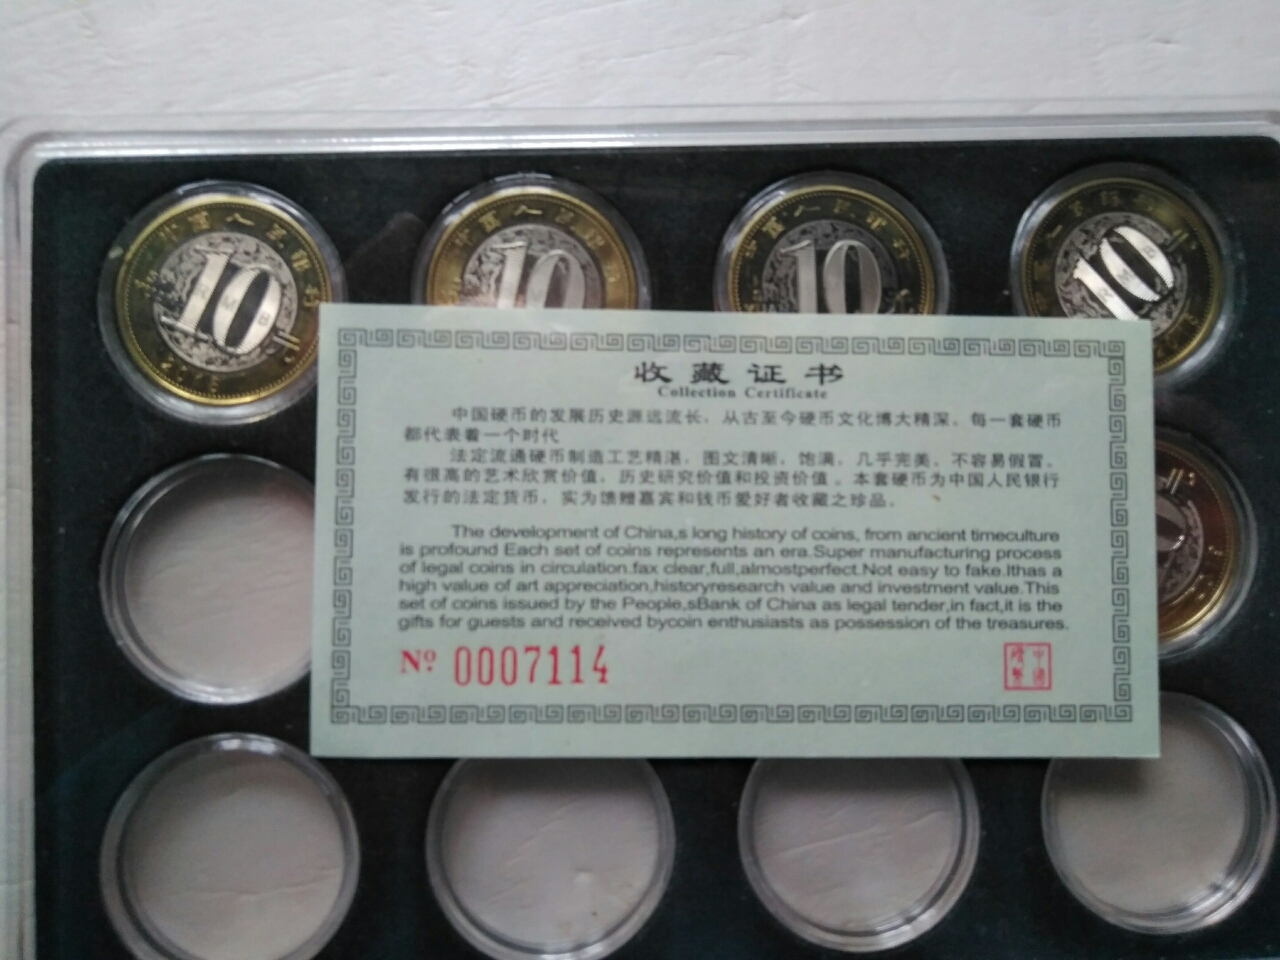 中国人民银行
10
10
10
10
收藏证书
Collection Certificate
中国硬币的发展历史源远流长，从古至今硬币文化博大精深，每一套硬币
都代表着一个时代
法定流通硬币制造工艺精湛，图文清晰，饱满，几乎完美，不容易假冒，
有很高的艺术欣赏价值，历史研究价值和投资价值。本套硬币为中国人民银行
发行的法定货币，实为馈赠嘉宾和钱币爱好者收藏之珍品。
The development of China,s long history of coins, from ancient timeculture
is profound Each set of coins represents an era.Super manufacturing process
of legal coins in circulation.fax clear,full,almostperfect.Not easy to fake.Ithas a
high value of art appreciation,historyresearch value and investment value.This
set of coins issued by the People,sBank of China as legal tender,in fact,it is the
gifts for guests and received bycoin enthusiasts as possession of the treasures.
Nº 0007114